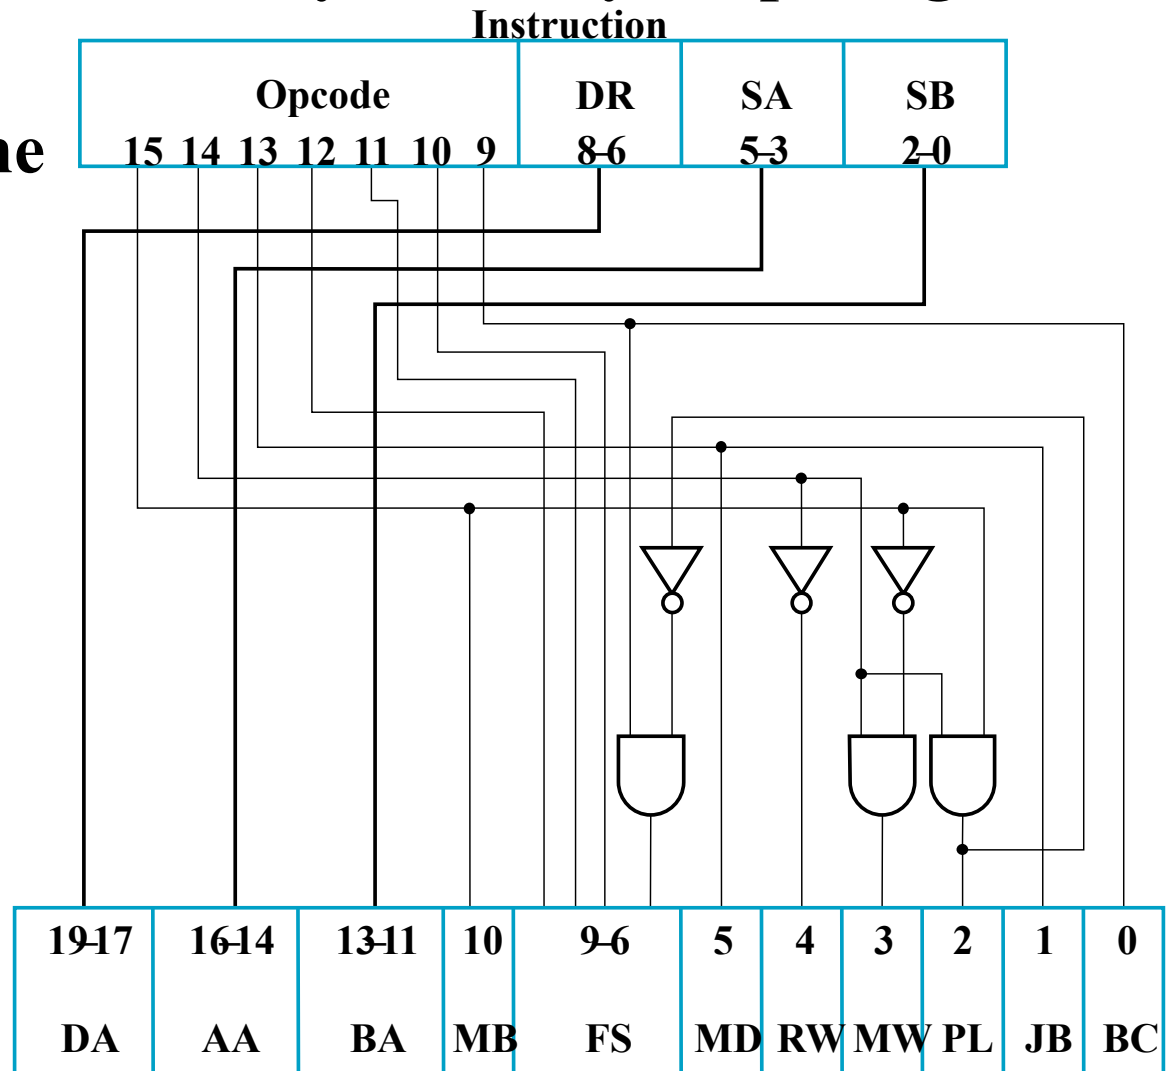 Instruction
Opcode DR SA SB
ne
15 14 13 12 11 10 9 8–6 5–3 2–0
19–17 16–14 13–11 10 9–6 5 4 3 2 1 0
DA AA BA MB FS MD RW MW PL JB BC